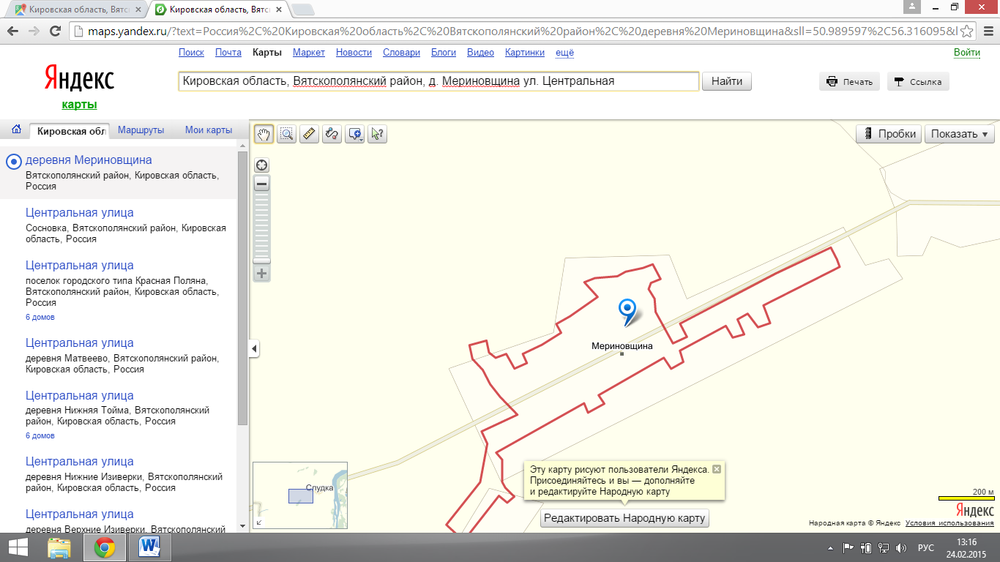 Кировская область, Вятс
Кировская область, Вятс
maps.yandex.ru/?text=Россия%2C%20Кировская%20область%2C%20Вятскополянский%20район%2C%20деревня%20Мериновщина&sll=50.989597%2C56.316095&l
Поиск Почта Карты Маркет Новости Словари Блоги Видео Картинки ещё Войти
Яндекс
карты
Кировская область, Вятскополянский район, д. Мериновщина ул. Центральная
Найти
Печать
Ссылка
Кировская обл Маршруты Мои карты
Пробки
Показать
деревня Мериновщина
Вятскополянский район, Кировская область,
Россия
Центральная улица
Сосновка, Вятскополянский район, Кировская
область, Россия
Центральная улица
поселок городского типа Красная Поляна,
Вятскополянский район, Кировская область,
Россия
6 домов
Центральная улица
деревня Матвеево, Вятскополянский район,
Кировская область, Россия
Центральная улица
деревня Нижняя Тойма, Вятскополянский
район, Кировская область, Россия
6 домов
Центральная улица
деревня Нижние Изиверки, Вятскополянский
район, Кировская область, Россия
Центральная улица
деревня Верхние Изиверки, Вятскополянский
Мериновщина
Слудка
Эту карту рисуют пользователи Яндекса.
Присоединяйтесь и вы — дополняйте
и редактируйте Народную карту
Редактировать Народную карту
200 м
Яндекс
Народная карта © Яндекс Условия использования
РУС
13:16
24.02.2015